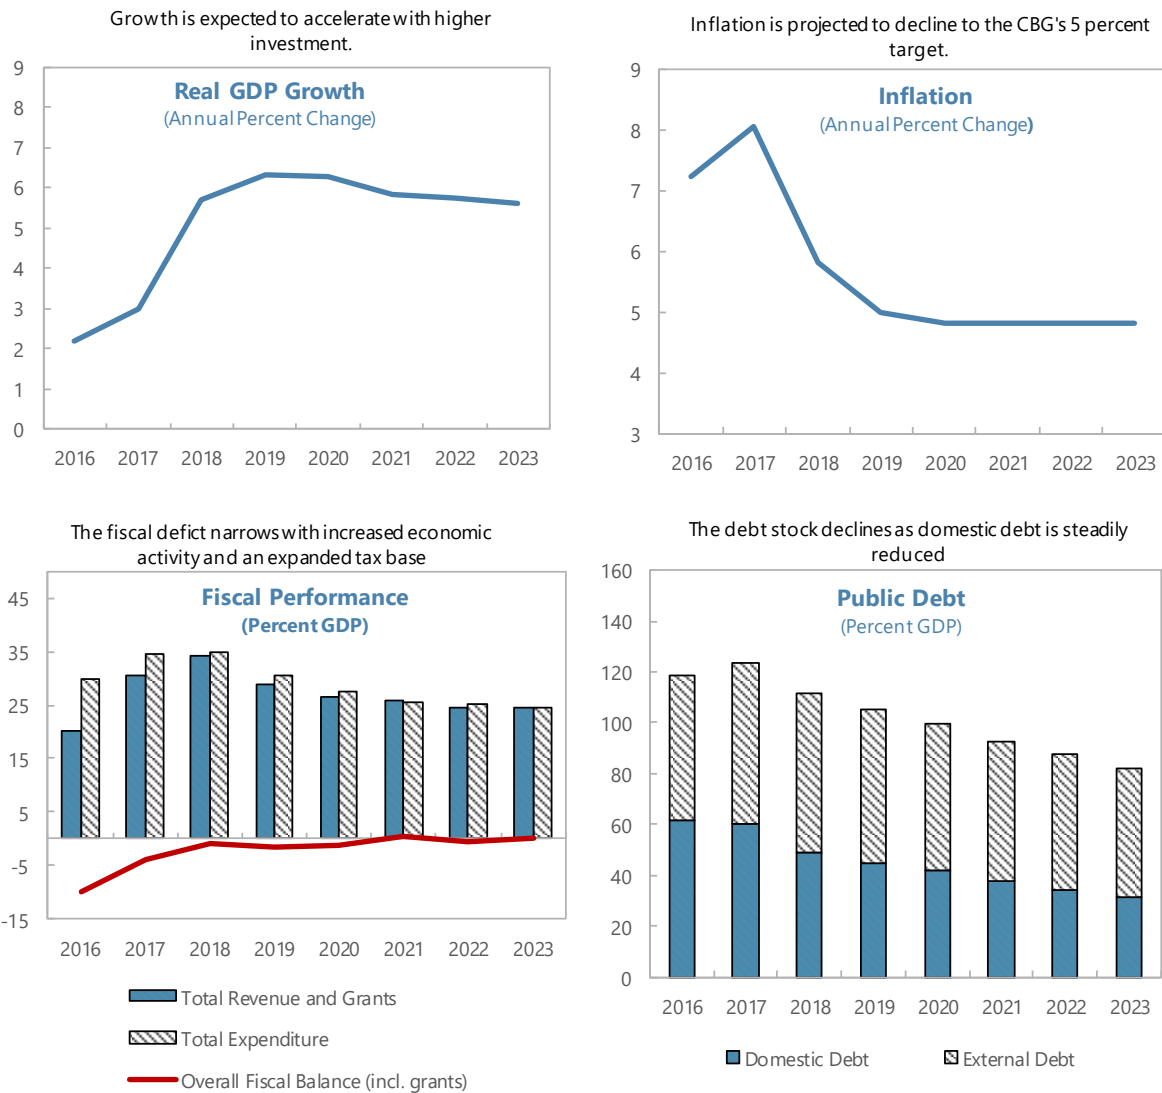 Growth is expected to accelerate with higher
investment.
Real GDP Growth
(Annual Percent Change)
9
8
7
6
5
4
3
2
1
0
2016 2017 2018 2019 2020 2021 2022 2023
Inflation is projected to decline to the CBG's 5 percent
target.
Inflation
(Annual Percent Change)
9
8
7
6
5
4
3
2016 2017 2018 2019 2020 2021 2022 2023
The fiscal defict narrows with increased economic
activity and an expanded tax base
Fiscal Performance
(Percent GDP)
45
35
25
15
5
-5
-15
2016 2017 2018 2019 2020 2021 2022 2023
Total Revenue and Grants
Total Expenditure
Overall Fiscal Balance (incl. grants)
The debt stock declines as domestic debt is steadily
reduced
Public Debt
(Percent GDP)
160
140
120
100
80
60
40
20
0
2016 2017 2018 2019 2020 2021 2022 2023
Domestic Debt External Debt